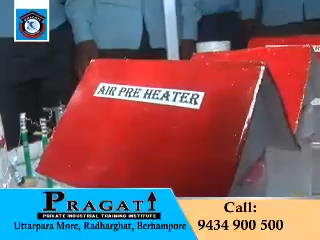 AIR PRE HEATER
PRAGATI
PRIVATE INDUSTRIAL TRAINING INSTITUTE
Uttarpara More, Radharghat, Berhampore
Call:
9434 900 500